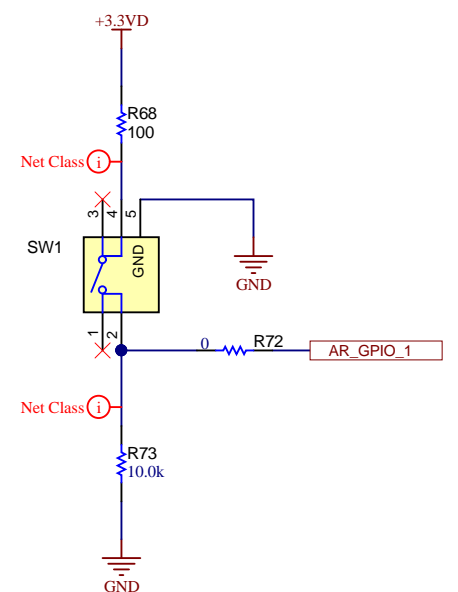 +3.3VD
R68
100
Net Class i
3
4
5
SW1
GND
GND
1
2
0
R72
AR_GPIO_1
Net Class i
R73
10.0k
GND